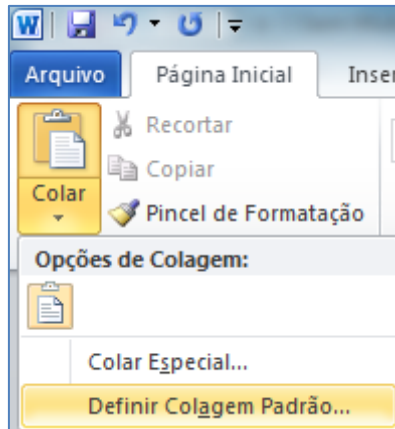 W
Arquivo Página Inicial Inser
Recortar
Copiar
Colar
Pincel de Formatação
Opções de Colagem:
Colar Especial...
Definir Colagem Padrão...